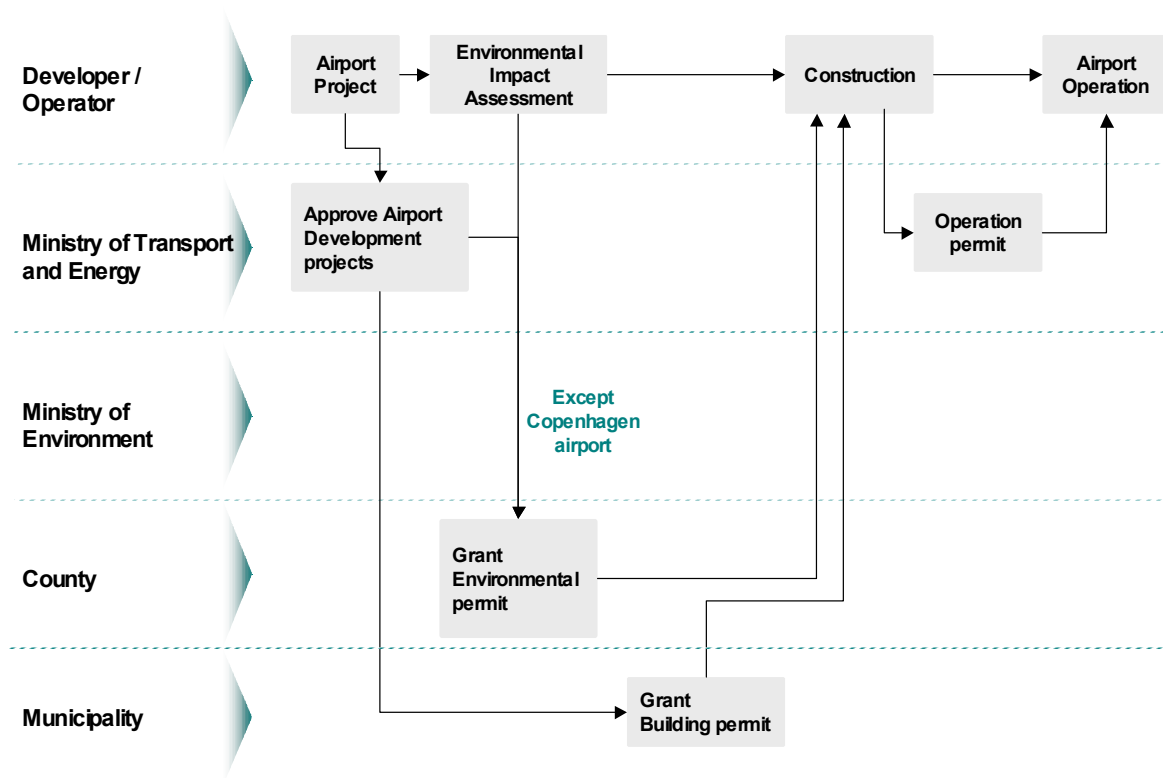 Developer /
Operator
Airport
Project
Environmental
Impact
Assessment
Construction
Airport
Operation
Ministry of Transport
and Energy
Approve Airport
Development
projects
Operation
permit
Ministry of
Environment
Except
Copenhagen
airport
County
Grant
Environmental
permit
Municipality
Grant
Building permit